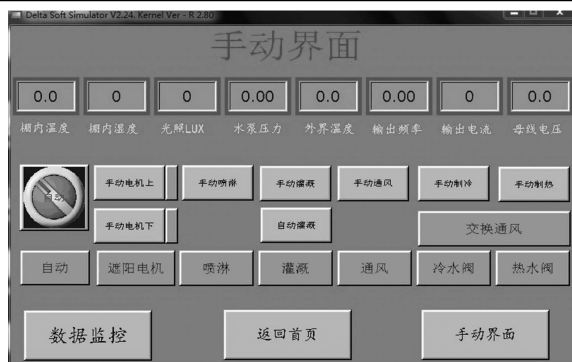 Delta Soft Simulator V2.24. Kernel Ver - R 2.80
手动界面
0.0 0 0 0.00 0.0 0.00 0 0.0
棚内温度 棚内湿度 光照LUX 水泵压力 外界温度 输出频率 输出电流 母线电压
手动电机上 手动喷淋 手动灌溉 手动通风 手动制冷 手动制热
手动电机下 自动灌溉 交换通风
自动 遮阳电机 喷淋 灌溉 通风 冷水阀 热水阀
数据监控 返回首页 手动界面